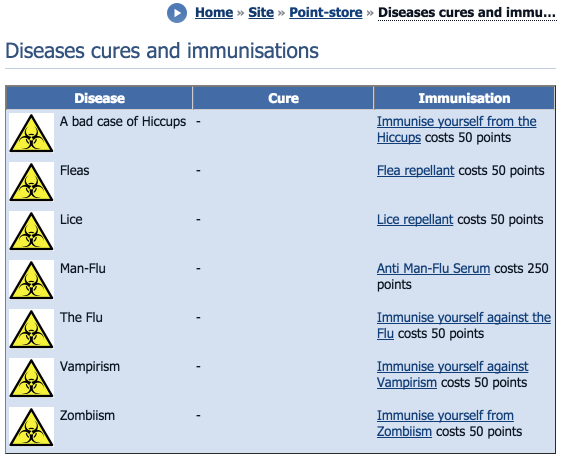 Home » Site » Point-store » Diseases cures and immu...
Diseases cures and immunisations
Disease Cure Immunisation
A bad case of Hiccups - Immunise yourself from the
Hiccups costs 50 points
Fleas - Flea repellant costs 50 points
Lice - Lice repellant costs 50 points
Man-Flu - Anti Man-Flu Serum costs 250
points
The Flu - Immunise yourself against the
Flu costs 50 points
Vampirism - Immunise yourself against
Vampirism costs 50 points
Zombiism - Immunise yourself from
Zombiism costs 50 points